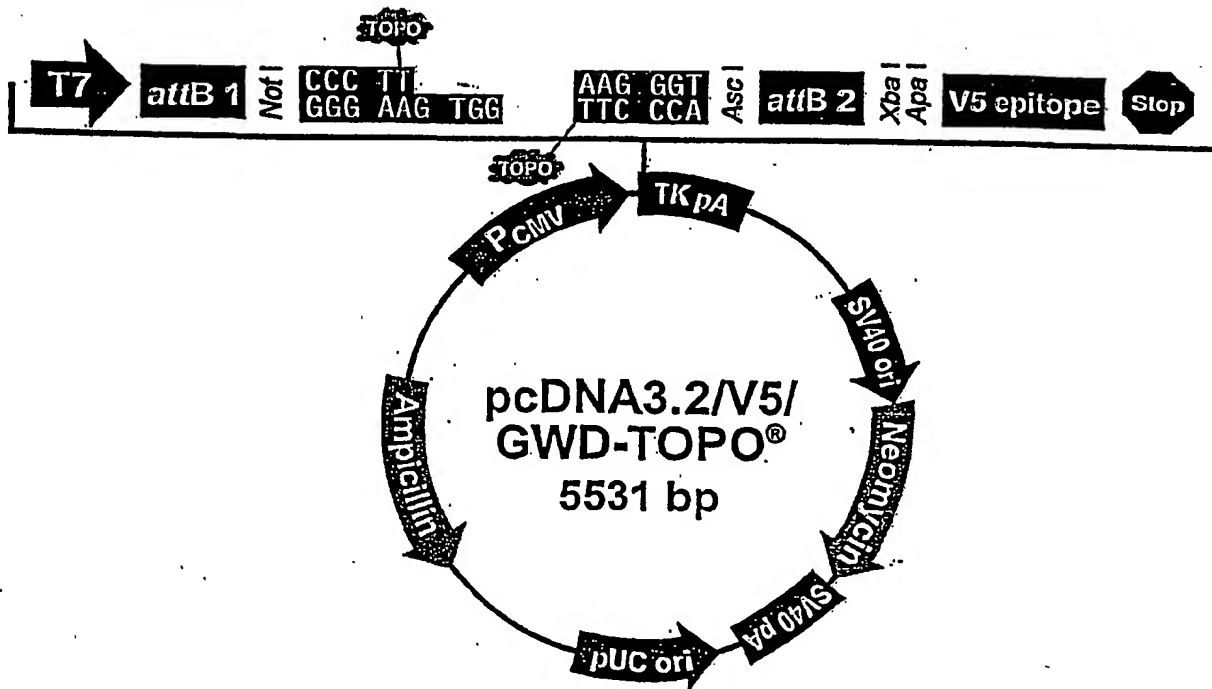 TOPO
T7
attB 1
Not I
CCC TT
GGG AAG TGG
AAG GGT
TTC CCA
Asc I
attB 2
Xba I
Apa I
V5 epitope
Stop
TOPO
PCMV
TK pA
SV40 ori
Neomycin
SV40 pA
pUC ori
Ampicillin
pcDNA3.2/V5/
GWD-TOPO®
5531 bp